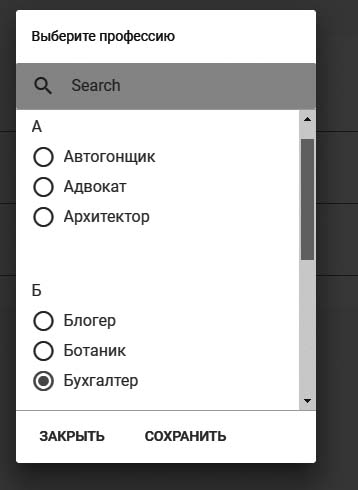 Выберите профессию
Search
А
Автогонщик
Адвокат
Архитектор
Б
Блогер
Ботаник
Бухгалтер
ЗАКРЫТЬ СОХРАНИТЬ